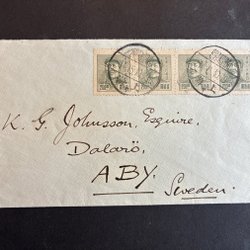 K. G. Johnsson, Esquire,
Dalarö,
ABY.
Sweden.